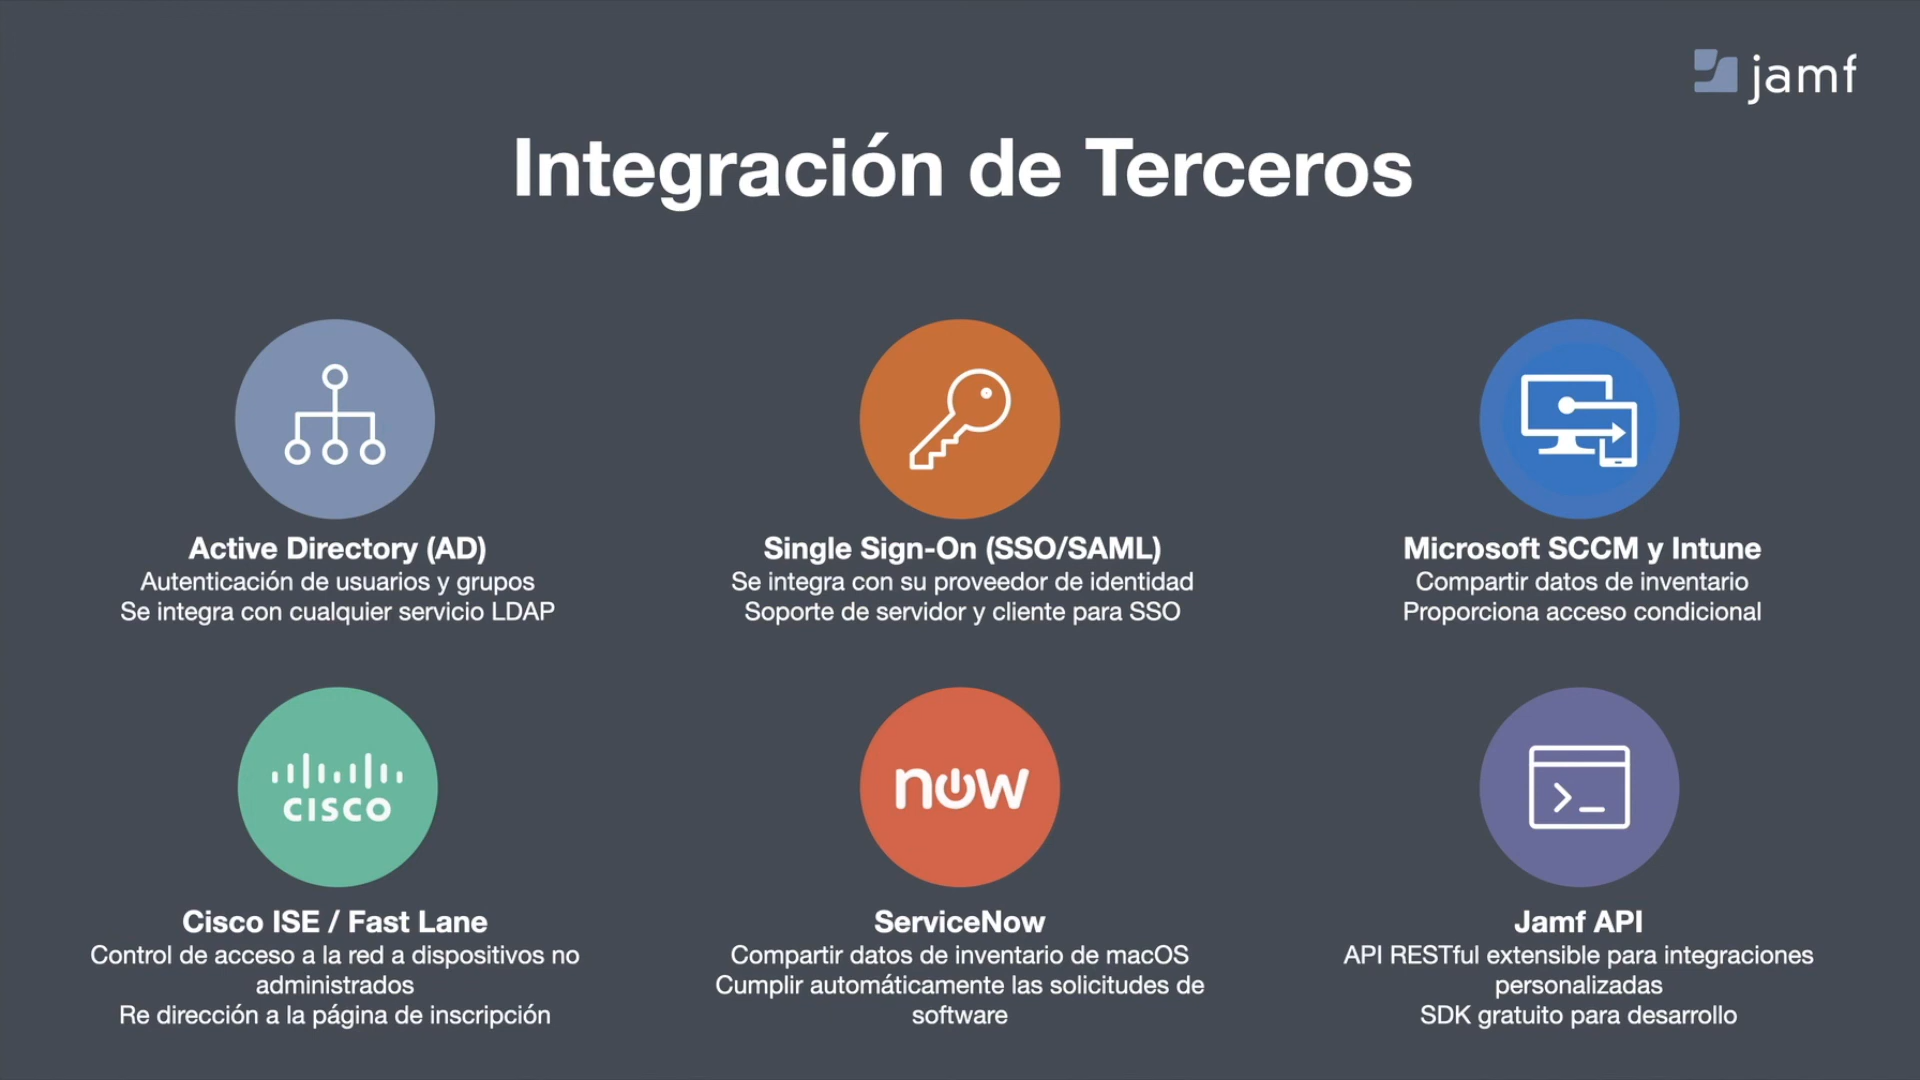 jamf
Integración de Terceros
Active Directory (AD)
Autenticación de usuarios y grupos
Se integra con cualquier servicio LDAP
Single Sign-On (SSO/SAML)
Se integra con su proveedor de identidad
Soporte de servidor y cliente para SSO
Microsoft SCCM y Intune
Compartir datos de inventario
Proporciona acceso condicional
CISCO
Cisco ISE / Fast Lane
Control de acceso a la red a dispositivos no
administrados
Re dirección a la página de inscripción
now
ServiceNow
Compartir datos de inventario de macOS
Cumplir automáticamente las solicitudes de
software
>_
Jamf API
API RESTful extensible para integraciones
personalizadas
SDK gratuito para desarrollo